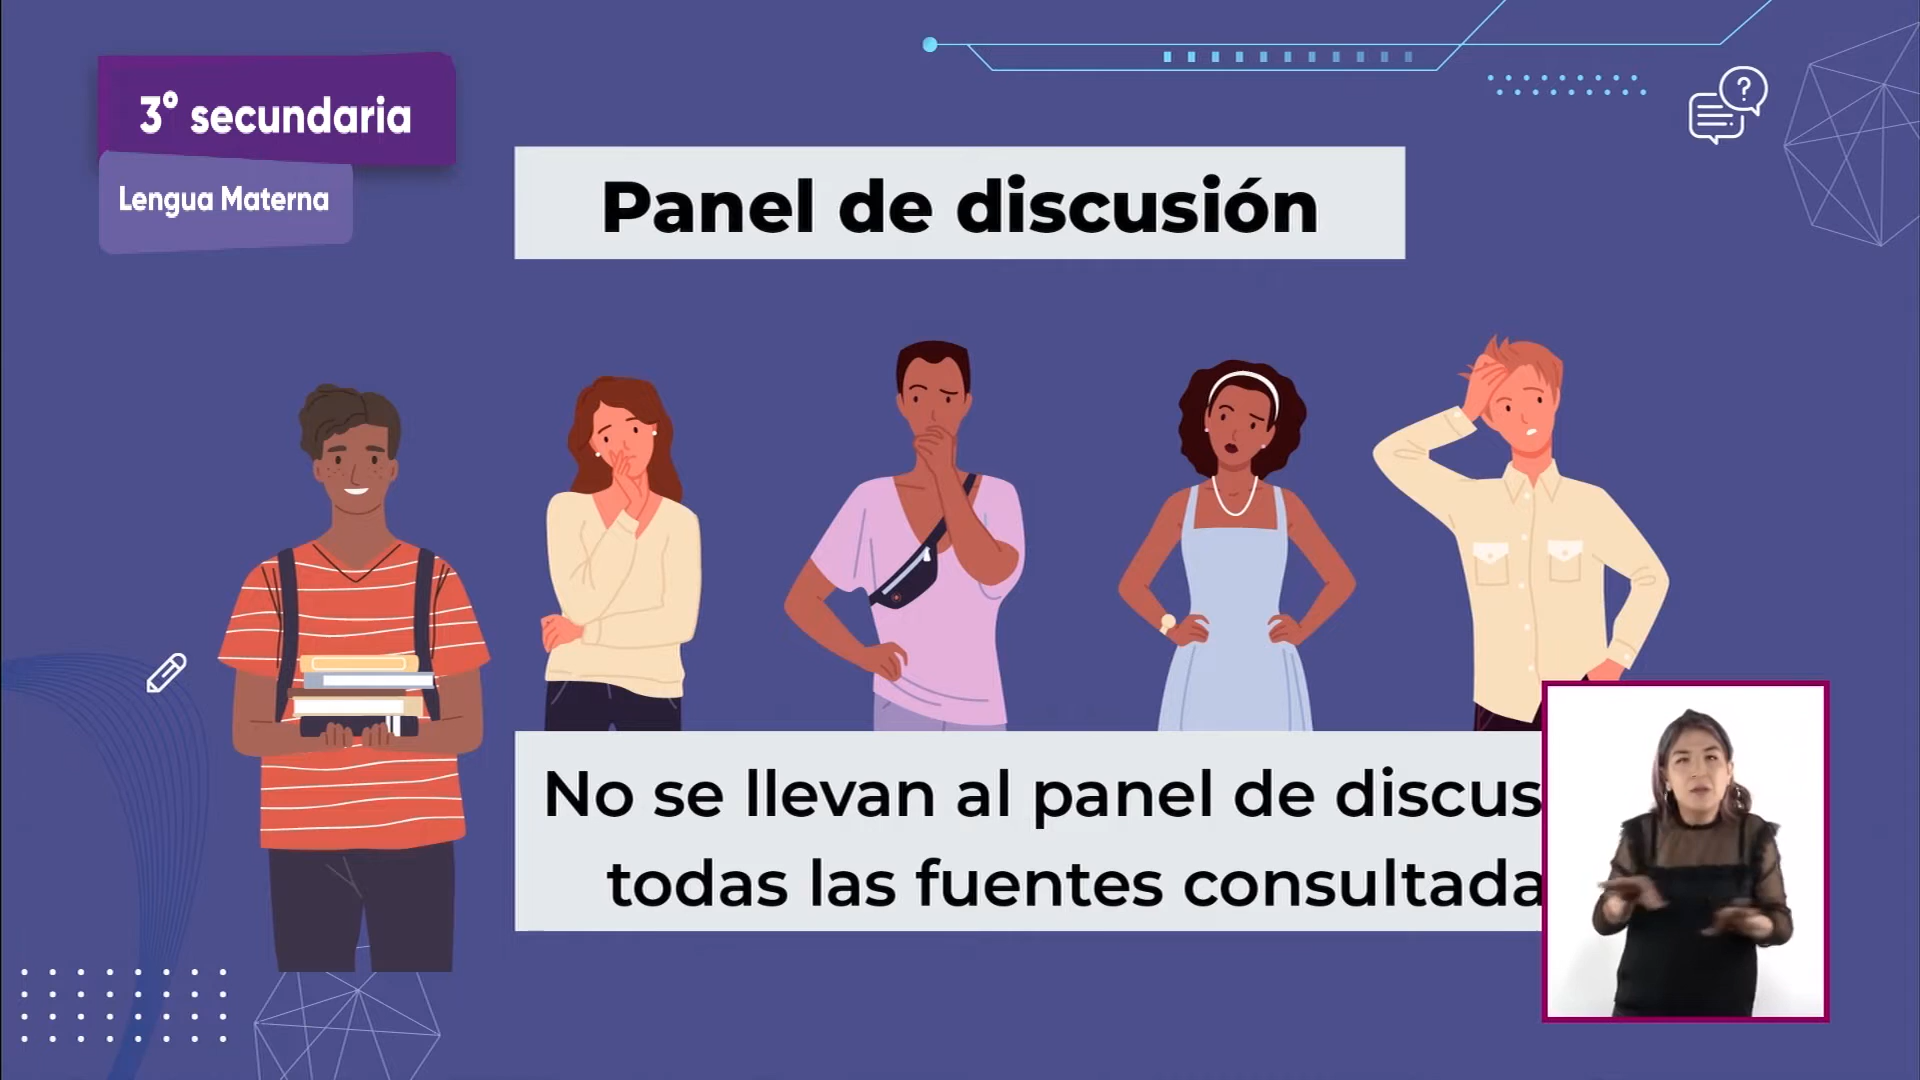 3° secundaria
Lengua Materna
?
Panel de discusión
No se llevan al panel de discus
todas las fuentes consultada